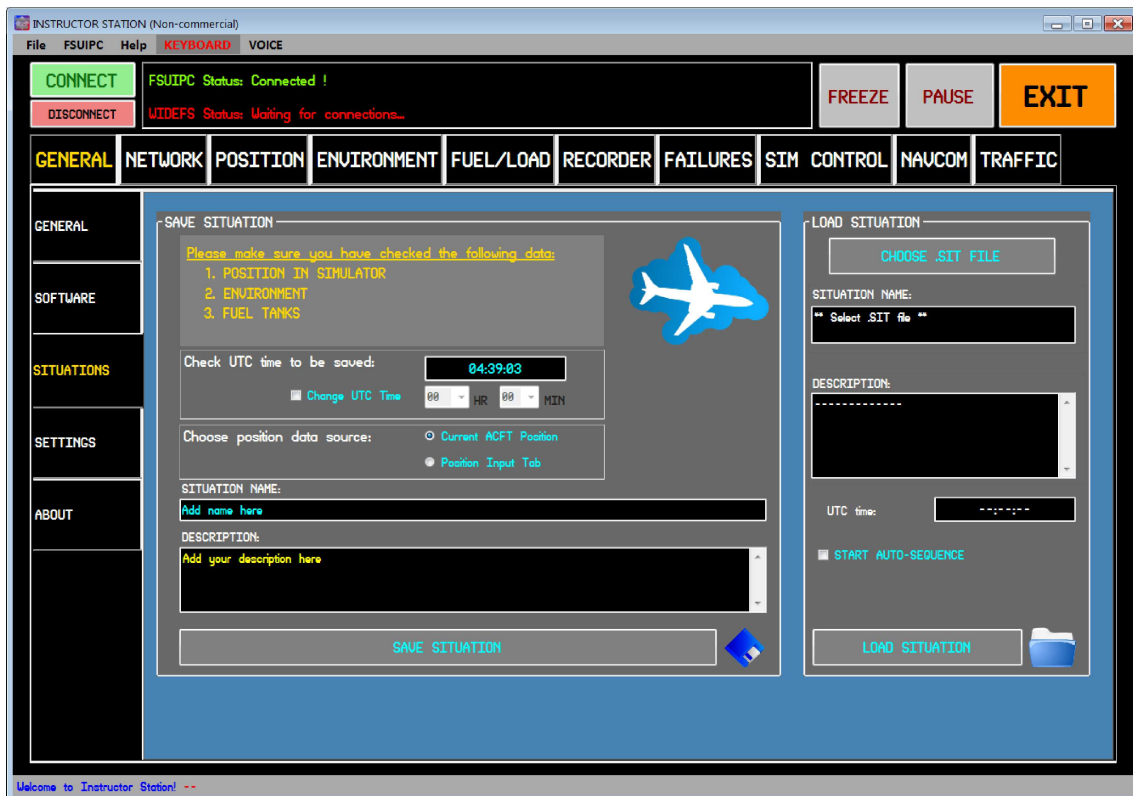 INSTRUCTOR STATION (Non-commercial)
File FSUIPC Help KEYBOARD VOICE
CONNECT
DISCONNECT
FSUIPC Status: Connected !
WIDEFS Status: Waiting for connections...
FREEZE
PAUSE
EXIT
GENERAL NETWORK POSITION ENVIRONMENT FUEL/LOAD RECORDER FAILURES SIM CONTROL NAVCOM TRAFFIC
GENERAL
SOFTWARE
SITUATIONS
SETTINGS
ABOUT
SAVE SITUATION
Please make sure you have checked the following data:
1. POSITION IN SIMULATOR
2. ENVIRONMENT
3. FUEL TANKS
Check UTC time to be saved:
04:39:03
Change UTC Time 00 HR 00 MIN
Choose position data source:
Current ACFT Position
Position Input Tab
SITUATION NAME:
Add name here
DESCRIPTION:
Add your description here
SAVE SITUATION
LOAD SITUATION
CHOOSE .SIT FILE
SITUATION NAME:
** Select .SIT file **
DESCRIPTION:
-------------
UTC time: --:--:--
START AUTO-SEQUENCE
LOAD SITUATION
Welcome to Instructor Station! --